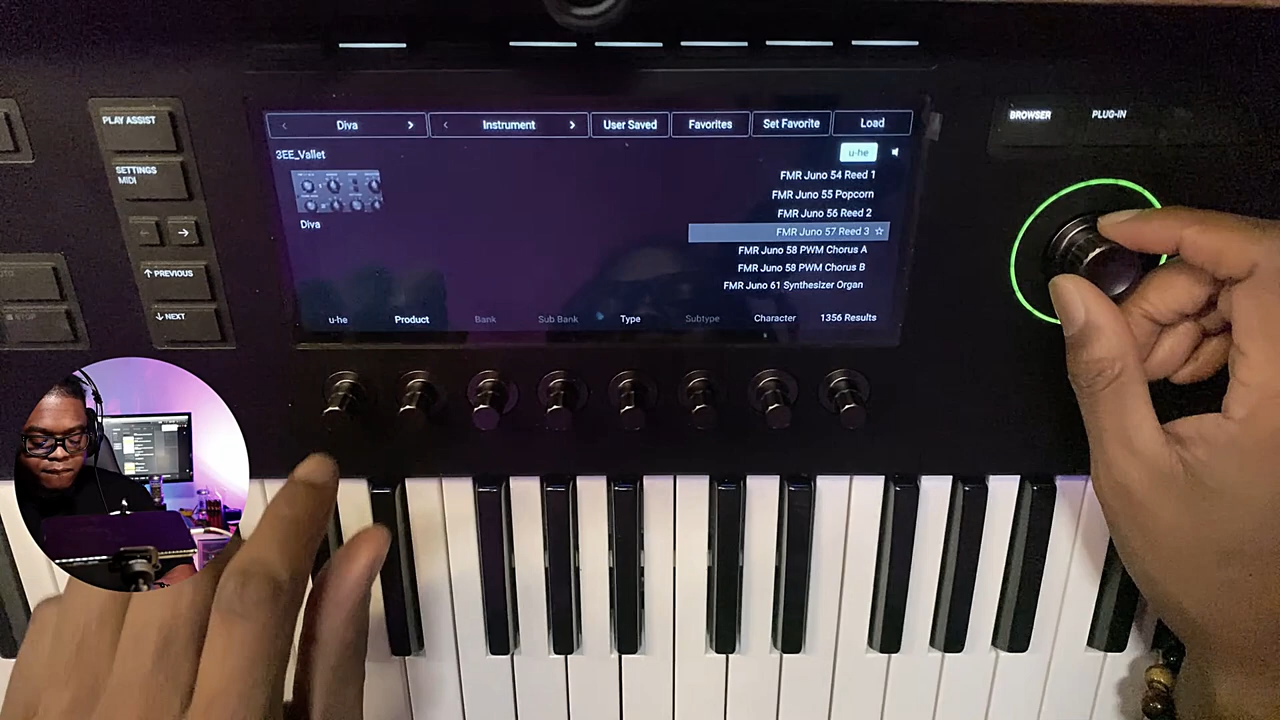 PLAY ASSIST
SETTINGS
MIDI
↑ PREVIOUS
↓ NEXT
STOP
Diva
Instrument
User Saved
Favorites
Set Favorite
Load
3EE_Vallet
u-he
Diva
FMR Juno 54 Reed 1
FMR Juno 55 Popcorn
FMR Juno 56 Reed 2
FMR Juno 57 Reed 3
FMR Juno 58 PWM Chorus A
FMR Juno 58 PWM Chorus B
FMR Juno 61 Synthesizer Organ
u-he
Product
Bank
Sub Bank
Type
Subtype
Character
1356 Results
BROWSER
PLUG-IN